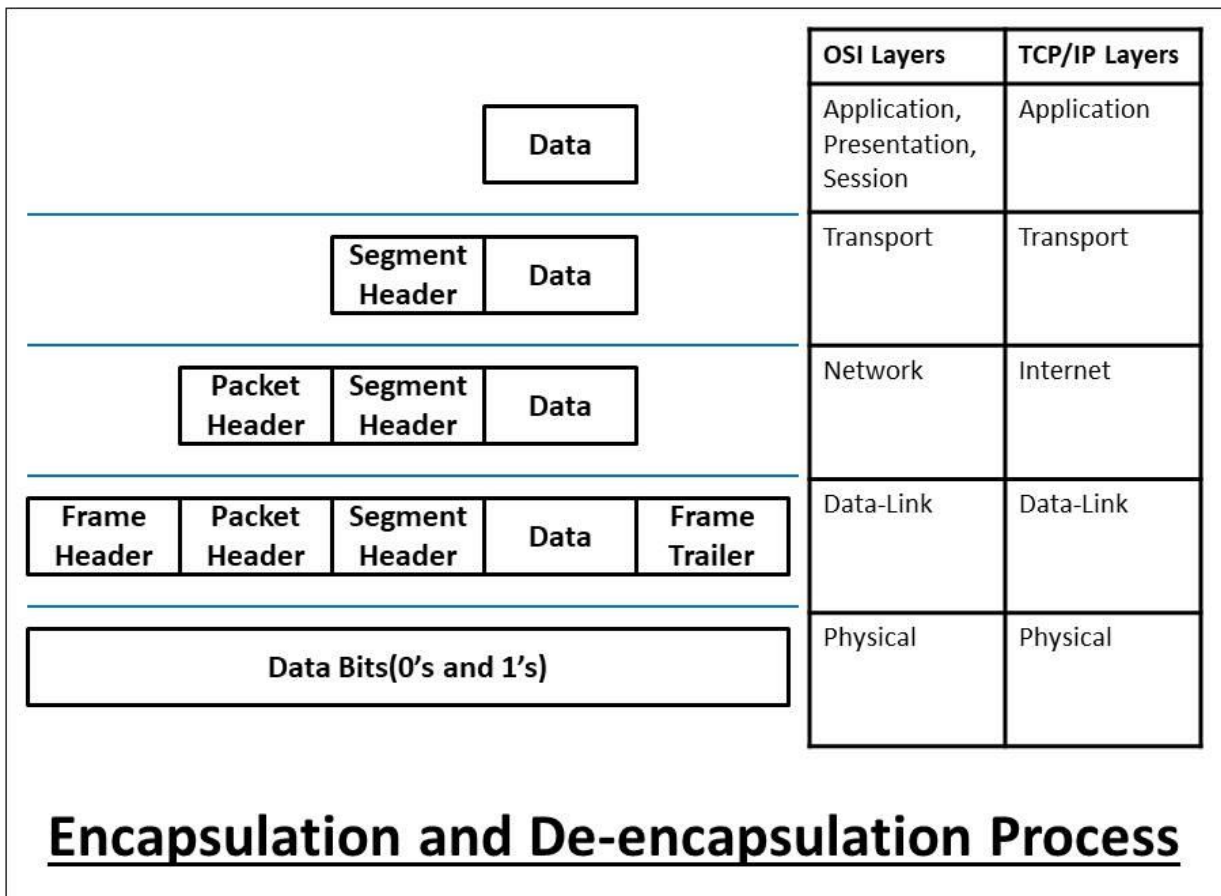 OSI Layers TCP/IP Layers
Data
Application,
Presentation,
Session
Application
Segment
Header
Data
Transport Transport
Packet
Header
Segment
Header
Data
Network Internet
Frame
Header
Packet
Header
Segment
Header
Data
Frame
Trailer
Data-Link Data-Link
Data Bits(0's and 1's)
Physical Physical
Encapsulation and De-encapsulation Process